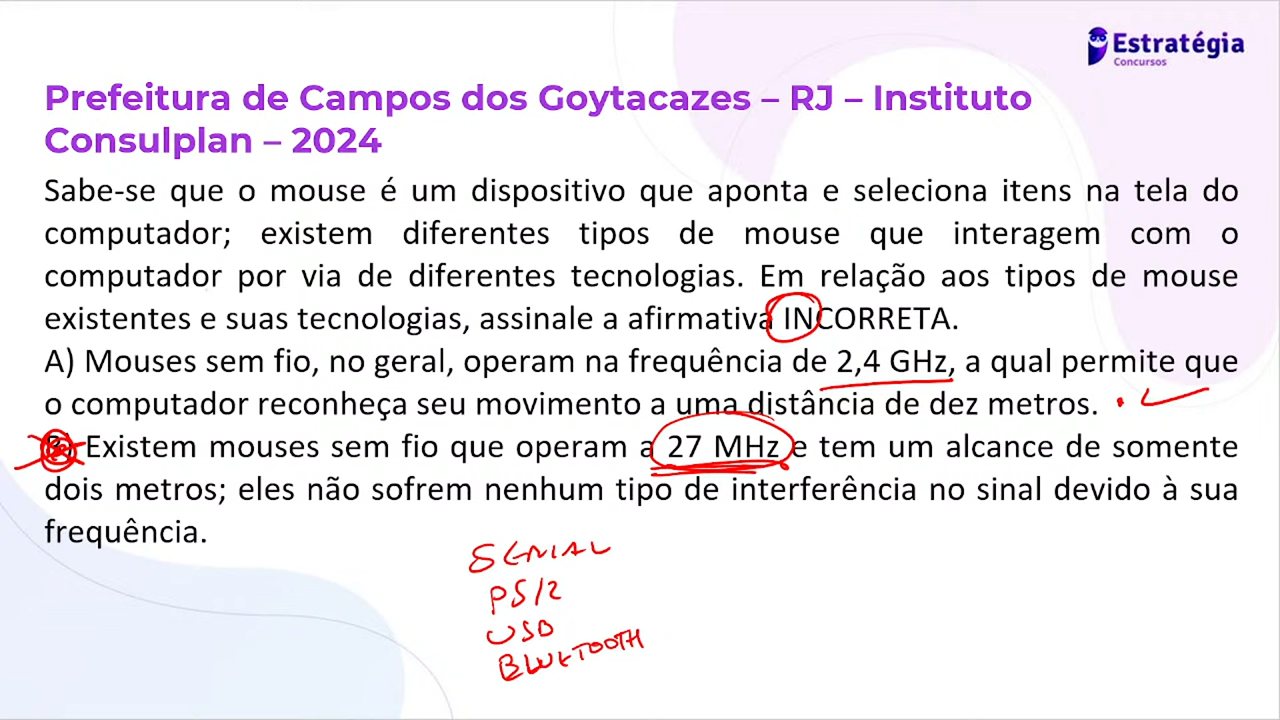 Estratégia
Concursos
Prefeitura de Campos dos Goytacazes – RJ – Instituto
Consulplan – 2024
Sabe-se que o mouse é um dispositivo que aponta e seleciona itens na tela do
computador; existem diferentes tipos de mouse que interagem com o
computador por via de diferentes tecnologias. Em relação aos tipos de mouse
existentes e suas tecnologias, assinale a afirmativa INCORRETA.
A) Mouses sem fio, no geral, operam na frequência de 2,4 GHz, a qual permite que
o computador reconheça seu movimento a uma distância de dez metros.
B) Existem mouses sem fio que operam a 27 MHz e tem um alcance de somente
dois metros; eles não sofrem nenhum tipo de interferência no sinal devido à sua
frequência.
SERIAL
PS/2
USB
BLUETOOTH